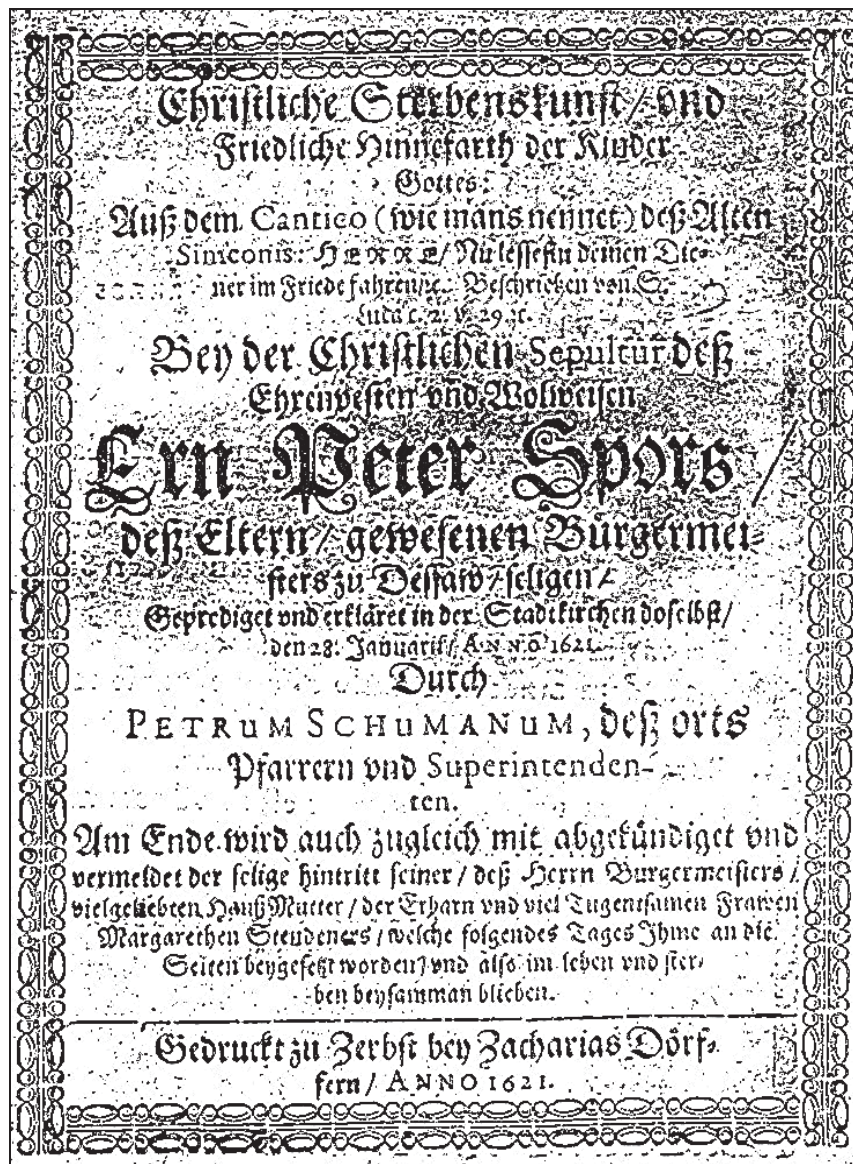 Christliche Sterbenskunst / vnd
Friedliche Hinnefarth der Kinder
Gottes:
Auß dem Cantico (wie mans nennet) deß Alten
Simeonis: HERRE / Nu lessestu deinen Die-
ner im Friede fahren / Beschrieben von S.
Luca c. 2. v. 29.
Bey der Christlichen Sepultur deß
Ehrenvesten vnd Wolweisen
Ern Peter Spors /
deß Eltern / gewesenen Bürgermei-
sters zu Dessaw / seligen /
Geprediget vnd erkläret in der Stadtkirchen doselbst /
den 28. Januarii / ANNO 1621.
Durch
PETRUM SCHUMANUM, deß orts
Pfarrern vnd Superintenden-
ten.
Am Ende wird auch zugleich mit abgekündiget vnd
vermeldet der selige hintritt seiner / deß Herrn Burgermeisters /
vielgeliebten HaußMutter / der Erbarn vnd viel Tugentsamen Frawen
Margarethen Steudeners / welche folgendes Tages Ihme an die
Seiten beygesetzt worden / vnd also im leben vnd ster-
ben beysamman blieben.
Gedruckt zu Zerbst bey Zacharias Dörf-
fern / ANNO 1621.